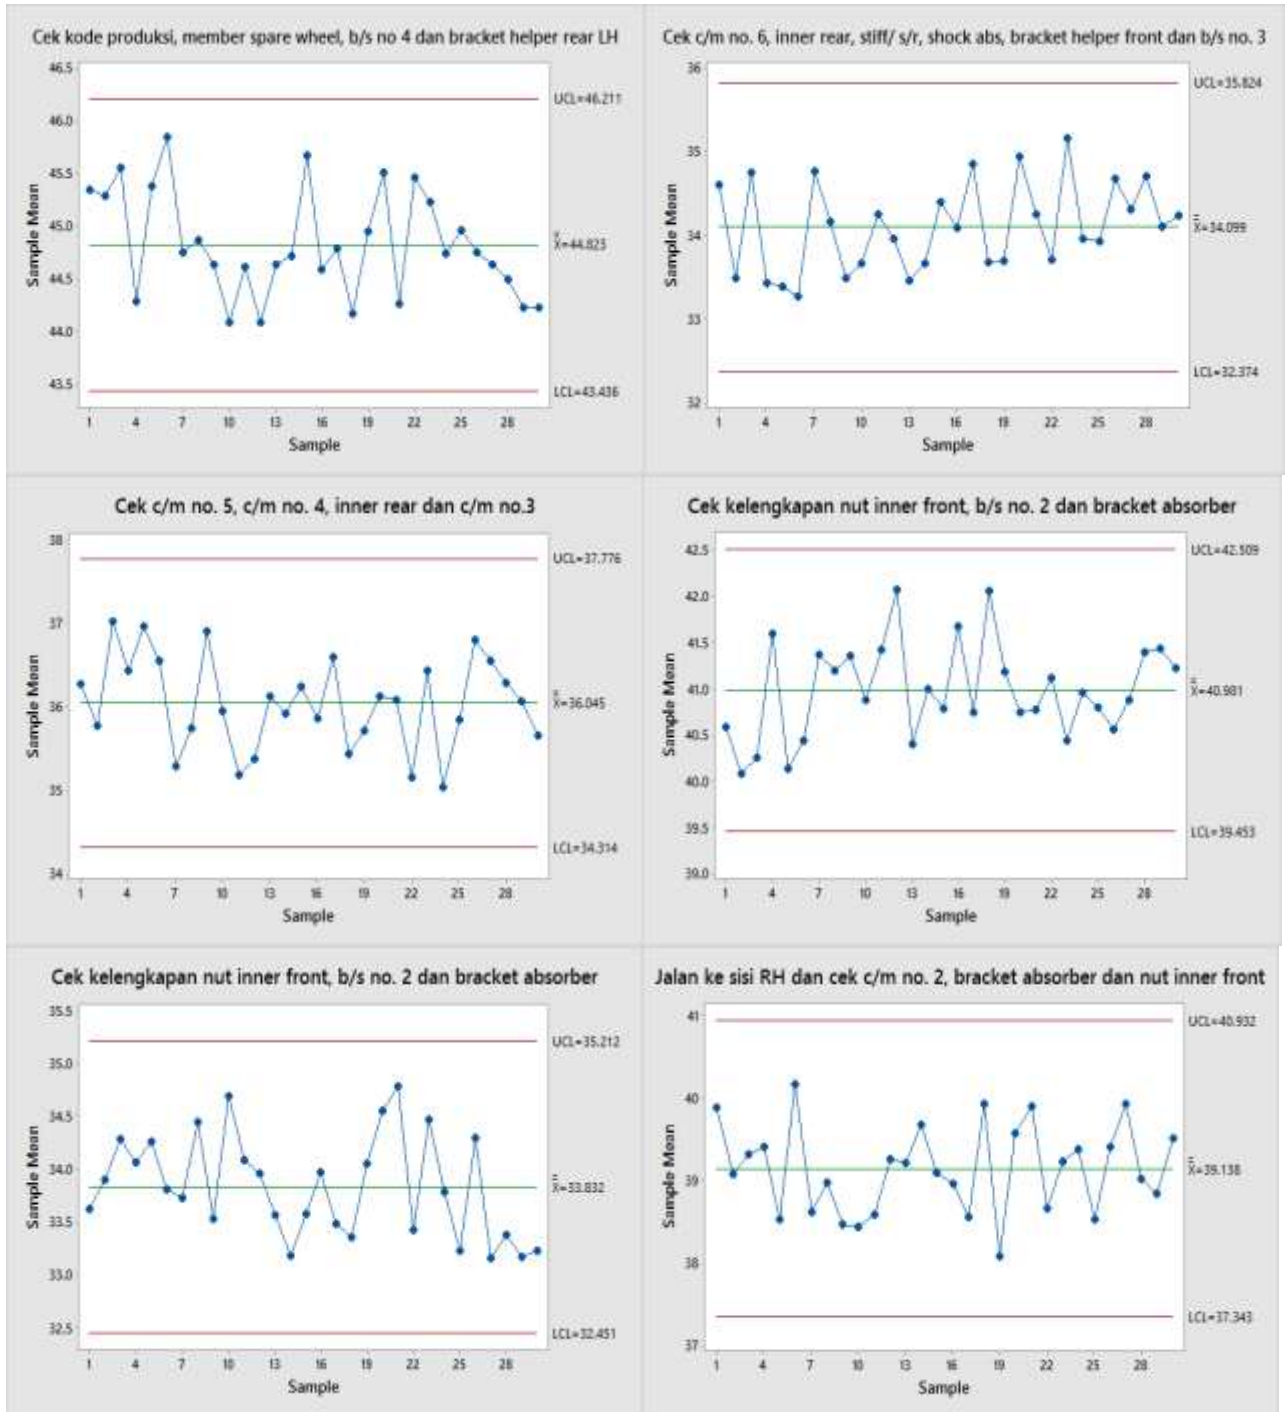 Cek kode produksi, member spare wheel, b/s no 4 dan bracket helper rear LH
46.5
46.0
45.5
45.0
44.5
44.0
43.5
Sample Mean
UCL=46.211
X=44.823
LCL=43.436
1 4 7 10 13 16 19 22 25 28
Sample
Cek c/m no. 6, inner rear, stiff/ s/r, shock abs, bracket helper front dan b/s no. 3
36
35
34
33
32
Sample Mean
UCL=35.824
X=34.099
LCL=32.374
1 4 7 10 13 16 19 22 25 28
Sample
Cek c/m no. 5, c/m no. 4, inner rear dan c/m no.3
38
37
36
35
34
Sample Mean
UCL=37.776
X=36.045
LCL=34.314
1 4 7 10 13 16 19 22 25 28
Sample
Cek kelengkapan nut inner front, b/s no. 2 dan bracket absorber
42.5
42.0
41.5
41.0
40.5
40.0
39.5
39.0
Sample Mean
UCL=42.509
X=40.981
LCL=39.453
1 4 7 10 13 16 19 22 25 28
Sample
Cek kelengkapan nut inner front, b/s no. 2 dan bracket absorber
35.5
35.0
34.5
34.0
33.5
33.0
32.5
Sample Mean
UCL=35.212
X=33.832
LCL=32.451
1 4 7 10 13 16 19 22 25 28
Sample
Jalan ke sisi RH dan cek c/m no. 2, bracket absorber dan nut inner front
41
40
39
38
37
Sample Mean
UCL=40.932
X=39.138
LCL=37.343
1 4 7 10 13 16 19 22 25 28
Sample